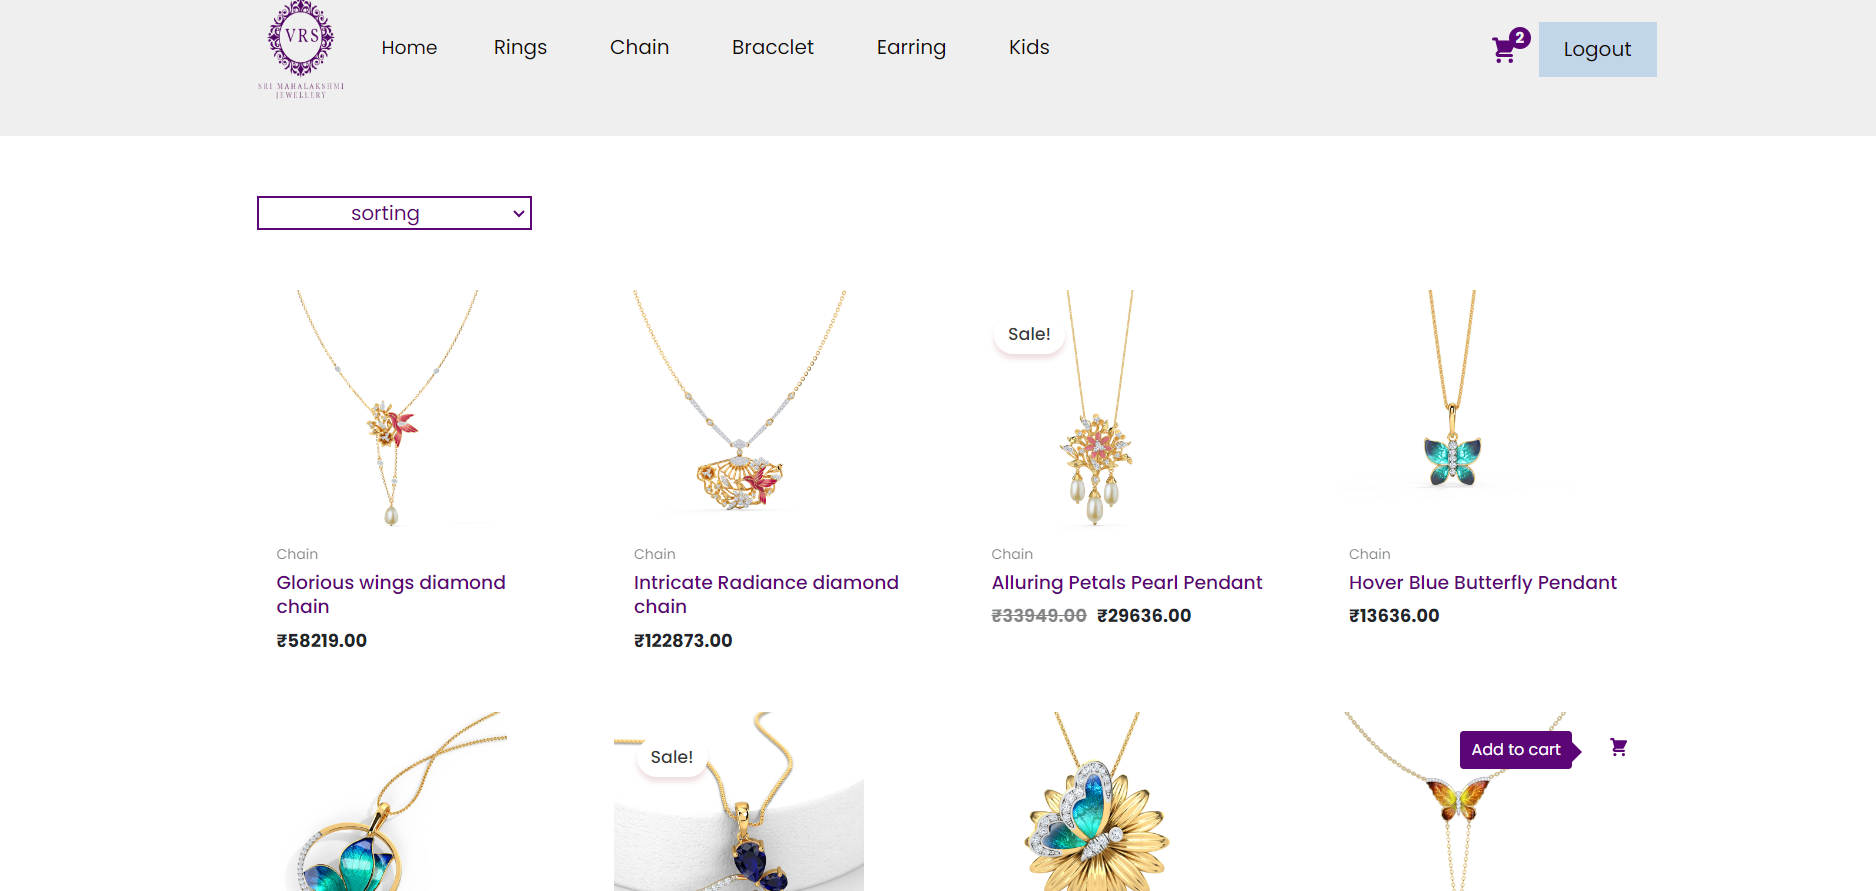 VRS
SRI MAHALAKSHMI
JEWELLERY
Home
Rings
Chain
Bracclet
Earring
Kids
2
Logout
sorting
Sale!
Chain
Glorious wings diamond
chain
₹58219.00
Chain
Intricate Radiance diamond
chain
₹122873.00
Chain
Alluring Petals Pearl Pendant
₹33949.00 ₹29636.00
Chain
Hover Blue Butterfly Pendant
₹13636.00
Sale!
Add to cart